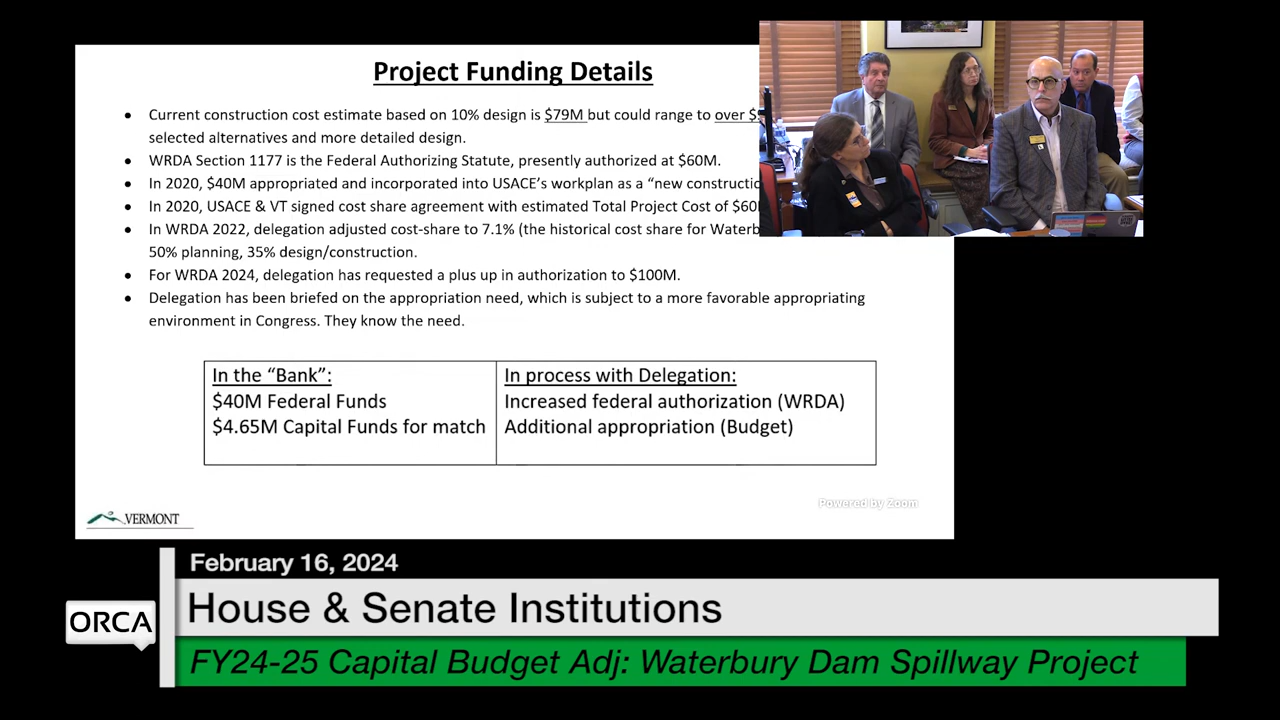 Project Funding Details
• Current construction cost estimate based on 10% design is $79M but could range to over
selected alternatives and more detailed design.
• WRDA Section 1177 is the Federal Authorizing Statute, presently authorized at $60M.
• In 2020, $40M appropriated and incorporated into USACE's workplan as a “new
• In 2020, USACE & VT signed cost share agreement with estimated Total Project Cost of
• In WRDA 2022, delegation adjusted cost-share to 7.1% (the historical cost share for
50% planning, 35% design/construction.
• For WRDA 2024, delegation has requested a plus up in authorization to $100M.
• Delegation has been briefed on the appropriation need, which is subject to a more favorable appropriating
environment in Congress. They know the need.
In the “Bank”:
$40M Federal Funds
$4.65M Capital Funds for match
In process with Delegation:
Increased federal authorization (WRDA)
Additional appropriation (Budget)
Powered by Zoom
VERMONT
February 16, 2024
House & Senate Institutions
ORCA
FY24-25 Capital Budget Adj: Waterbury Dam Spillway Project